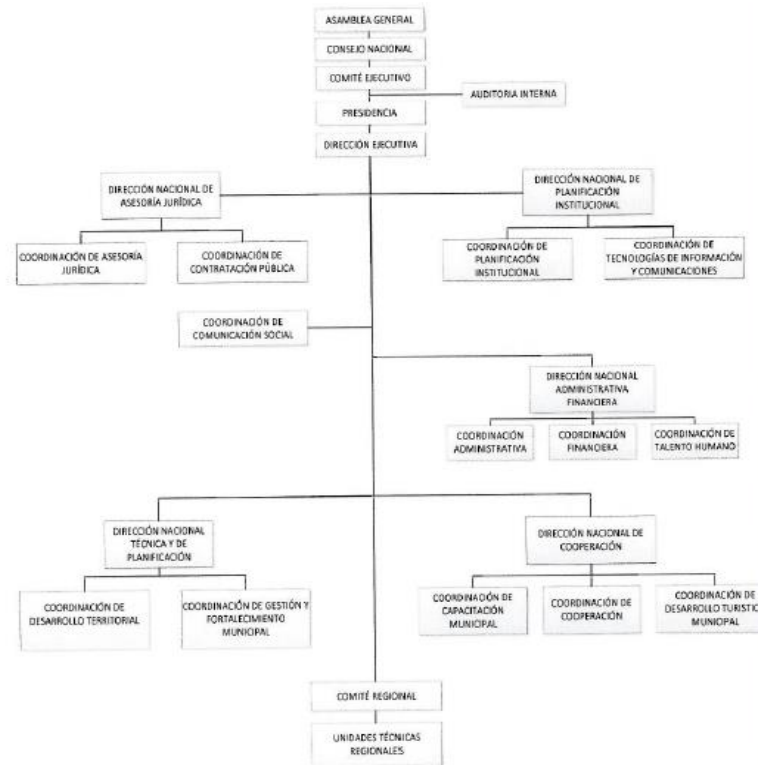 ASAMBLEA GENERAL
CONSEJO NACIONAL
COMITÉ EJECUTIVO
AUDITORIA INTERNA
PRESIDENCIA
DIRECCIÓN EJECUTIVA
DIRECCIÓN NACIONAL DE
ASESORÍA JURÍDICA
DIRECCIÓN NACIONAL DE
PLANIFICACIÓN
INSTITUCIONAL
COORDINACIÓN DE ASESORÍA
JURÍDICA
COORDINACIÓN DE
CONTRATACIÓN PÚBLICA
COORDINACIÓN DE
PLANIFICACIÓN
INSTITUCIONAL
COORDINACIÓN DE
TECNOLOGÍAS DE INFORMACIÓN
Y COMUNICACIONES
COORDINACIÓN DE
COMUNICACIÓN SOCIAL
DIRECCIÓN NACIONAL
ADMINISTRATIVA
FINANCIERA
COORDINACIÓN
ADMINISTRATIVA
COORDINACIÓN
FINANCIERA
COORDINACIÓN DE
TALENTO HUMANO
DIRECCIÓN NACIONAL
TÉCNICA Y DE
PLANIFICACIÓN
DIRECCIÓN NACIONAL DE
COOPERACIÓN
COORDINACIÓN DE
DESARROLLO TERRITORIAL
COORDINACIÓN DE GESTIÓN Y
FORTALECIMIENTO
MUNICIPAL
COORDINACIÓN DE
CAPACITACIÓN
MUNICIPAL
COORDINACIÓN DE
COOPERACIÓN
COORDINACIÓN DE
DESARROLLO TURISTIC
MUNICIPAL
COMITÉ REGIONAL
UNIDADES TÉCNICAS
REGIONALES